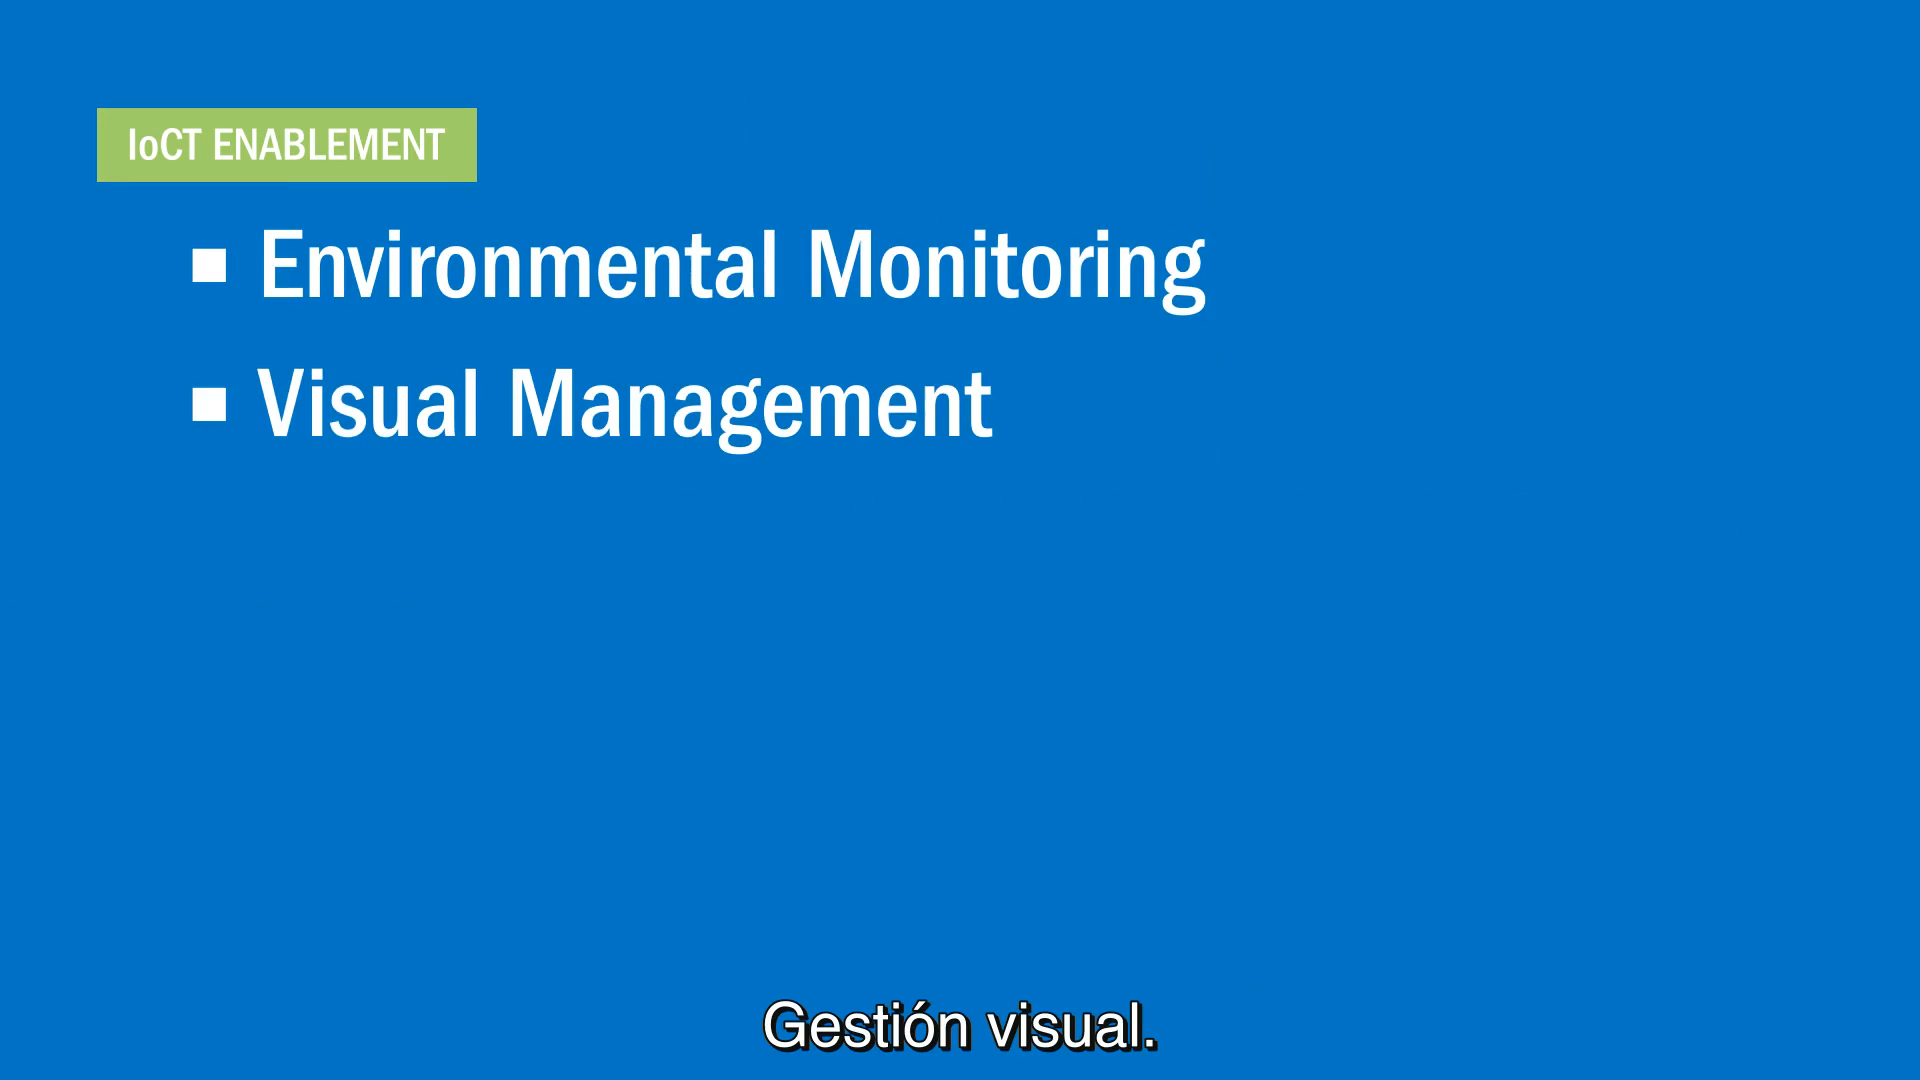 IoCT ENABLEMENT
▪ Environmental Monitoring
▪ Visual Management
Gestión visual.